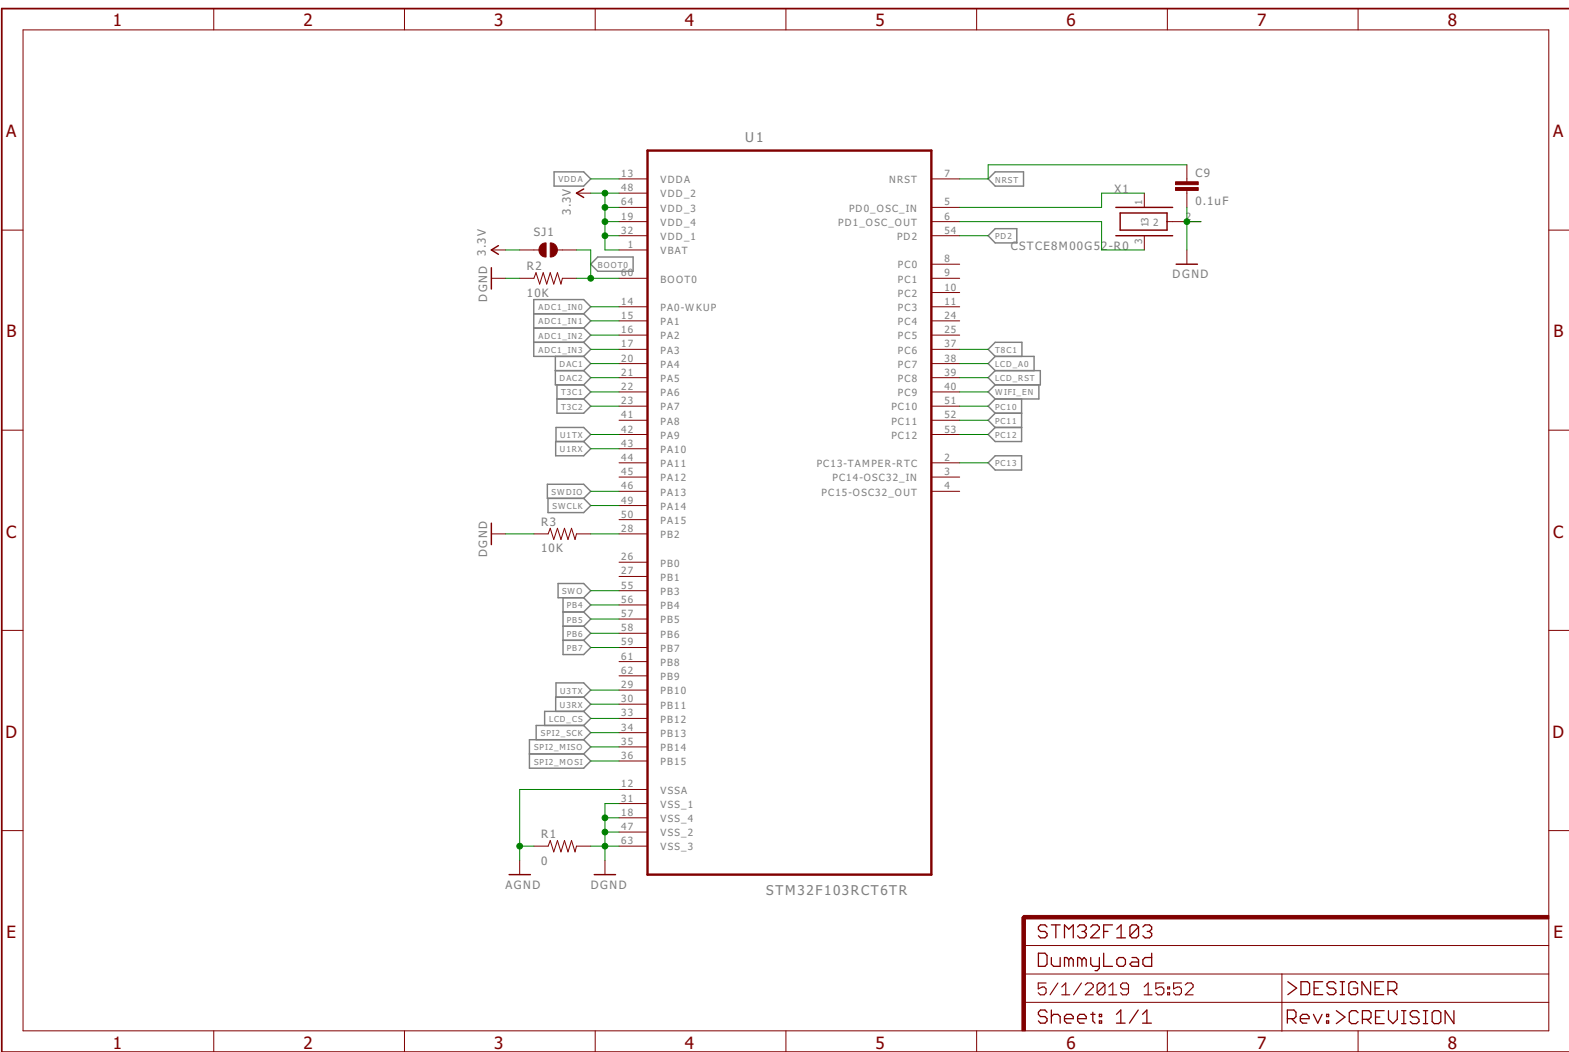 1 2 3 4 5 6 7 8
A A
U1
VDDA 13 VDDA
3.3V 48 VDD_2
64 VDD_3
19 VDD_4
32 VDD_1
1 VBAT
3.3V SJ1
BOOT0
DGND R2 10K 60 BOOT0
ADC1_IN0 14 PA0-WKUP
ADC1_IN1 15 PA1
ADC1_IN2 16 PA2
ADC1_IN3 17 PA3
DAC1 20 PA4
DAC2 21 PA5
T3C1 22 PA6
T3C2 23 PA7
41 PA8
U1TX 42 PA9
U1RX 43 PA10
44 PA11
45 PA12
SWDIO 46 PA13
SWCLK 49 PA14
50 PA15
DGND R3 10K 28 PB2
26 PB0
27 PB1
SWO 55 PB3
PB4 56 PB4
PB5 57 PB5
PB6 58 PB6
PB7 59 PB7
61 PB8
62 PB9
U3TX 29 PB10
U3RX 30 PB11
LCD_CS 33 PB12
SPI2_SCK 34 PB13
SPI2_MISO 35 PB14
SPI2_MOSI 36 PB15
12 VSSA
31 VSS_1
18 VSS_4
47 VSS_2
R1 0 63 VSS_3
AGND DGND
NRST 7 NRST
PD0_OSC_IN 5
PD1_OSC_OUT 6
PD2 54 PD2
PC0 8
PC1 9
PC2 10
PC3 11
PC4 24
PC5 25
PC6 37 T8C1
PC7 38 LCD_A0
PC8 39 LCD_RST
PC9 40 WIFI_EN
PC10 51 PC10
PC11 52 PC11
PC12 53 PC12
PC13-TAMPER-RTC 2 PC13
PC14-OSC32_IN 3
PC15-OSC32_OUT 4
C9
0.1uF
X1
1
2
3
CSTCE8M00G52-R0
DGND
STM32F103RCT6TR
B B
C C
D D
E E
STM32F103
DummyLoad
5/1/2019 15:52 >DESIGNER
Sheet: 1/1 Rev:>CREVISION
1 2 3 4 5 6 7 8